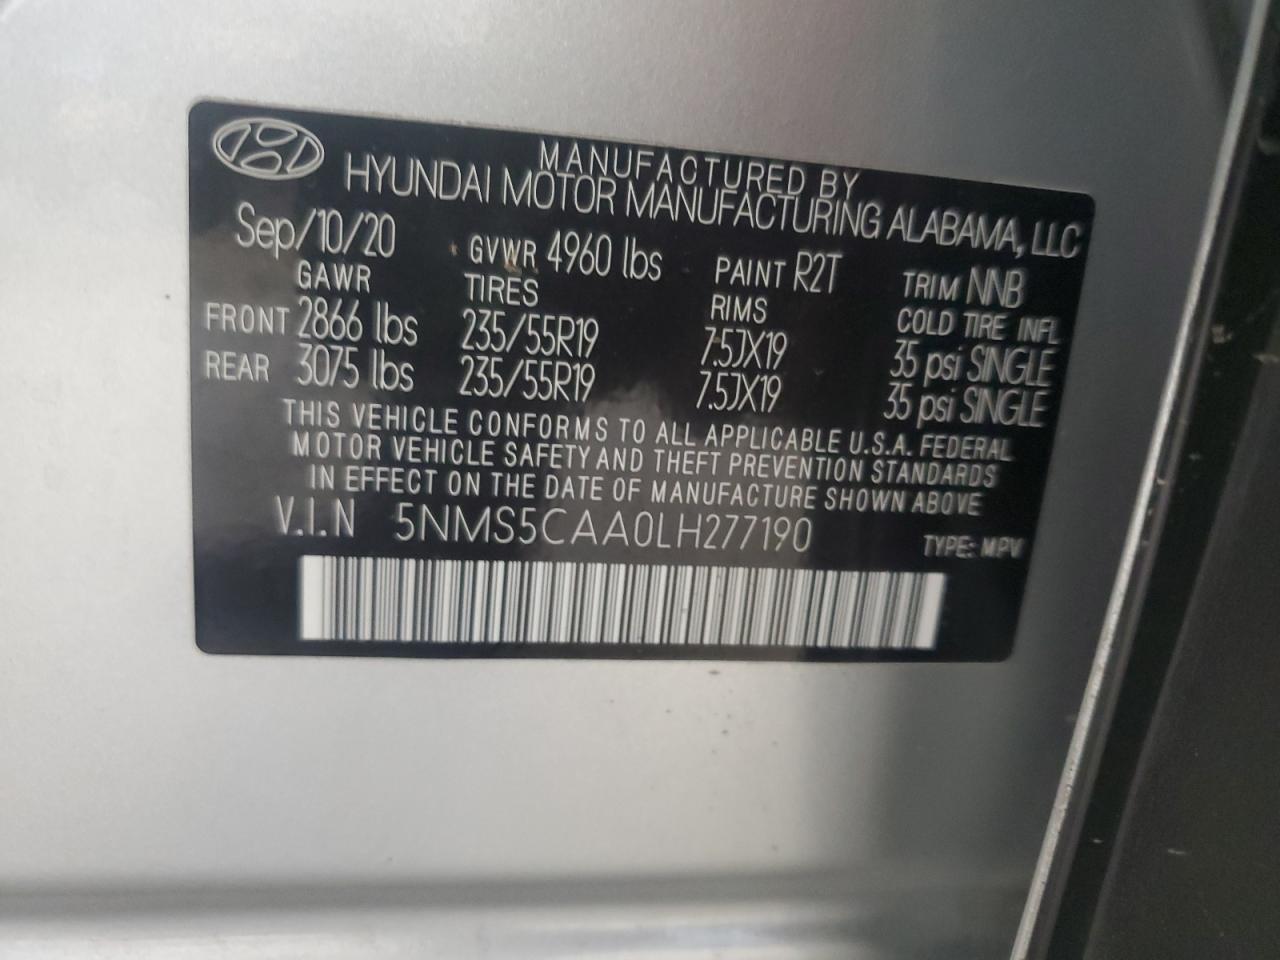 MANUFACTURED BY
HYUNDAI MOTOR MANUFACTURING ALABAMA, LLC
Sep/10/20 GVWR 4960 lbs PAINT R2T TRIM NNB
GAWR TIRES RIMS COLD TIRE INFL
FRONT 2866 lbs 235/55R19 7.5JX19 35 psi SINGLE
REAR 3075 lbs 235/55R19 7.5JX19 35 psi SINGLE
THIS VEHICLE CONFORMS TO ALL APPLICABLE U.S.A. FEDERAL
MOTOR VEHICLE SAFETY AND THEFT PREVENTION STANDARDS
IN EFFECT ON THE DATE OF MANUFACTURE SHOWN ABOVE
V.I.N 5NMS5CAA0LH277190 TYPE: MPV